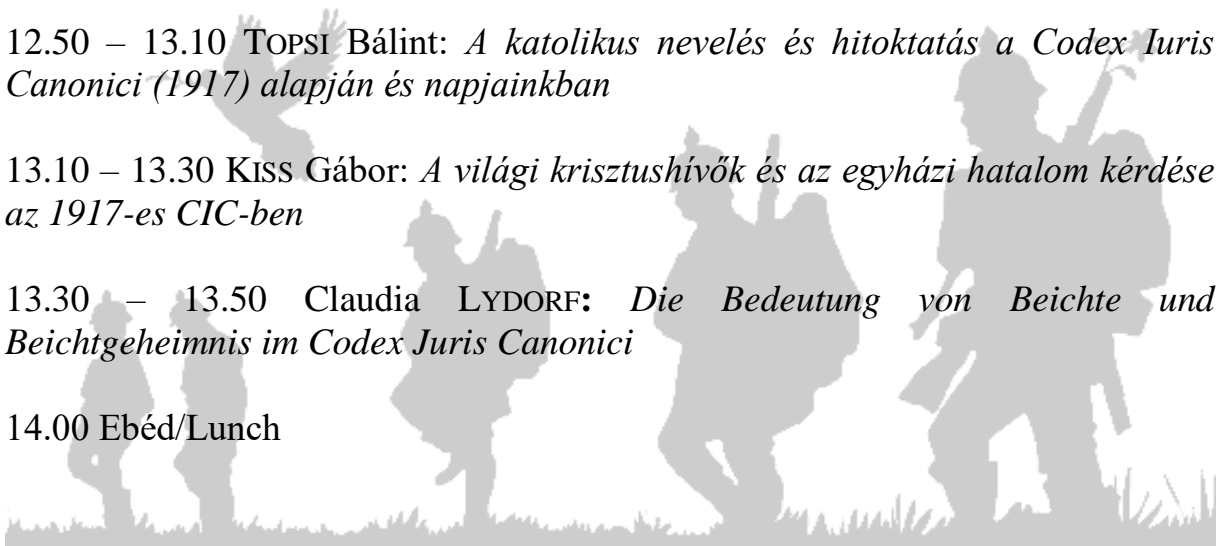 12.50 – 13.10 TOPSI Bálint: A katolikus nevelés és hitoktatás a Codex Iuris
Canonici (1917) alapján és napjainkban
13.10 – 13.30 KISS Gábor: A világi krisztushívők és az egyházi hatalom kérdése
az 1917-es CIC-ben
13.30 – 13.50 Claudia LYDORF: Die Bedeutung von Beichte und
Beichtgeheimnis im Codex Juris Canonici
14.00 Ebéd/Lunch